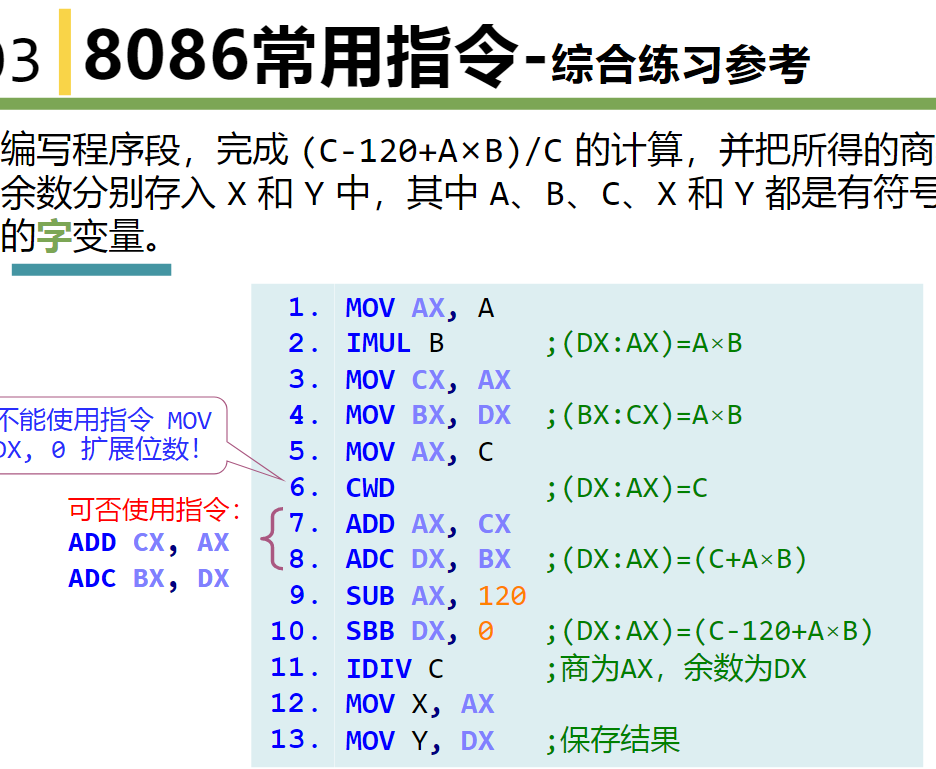 03 8086常用指令-综合练习参考
编写程序段，完成 (C-120+A×B)/C 的计算，并把所得的商
余数分别存入 X 和 Y 中，其中 A、B、C、X 和 Y 都是有符号
的字变量。
1. MOV AX, A
2. IMUL B ;(DX:AX)=A×B
3. MOV CX, AX
4. MOV BX, DX ;(BX:CX)=A×B
5. MOV AX, C
不能使用指令 MOV
DX, 0 扩展位数!
6. CWD ;(DX:AX)=C
可否使用指令:
ADD CX, AX
ADC BX, DX
7. ADD AX, CX
8. ADC DX, BX ;(DX:AX)=(C+A×B)
9. SUB AX, 120
10. SBB DX, 0 ;(DX:AX)=(C-120+A×B)
11. IDIV C ;商为AX，余数为DX
12. MOV X, AX
13. MOV Y, DX ;保存结果